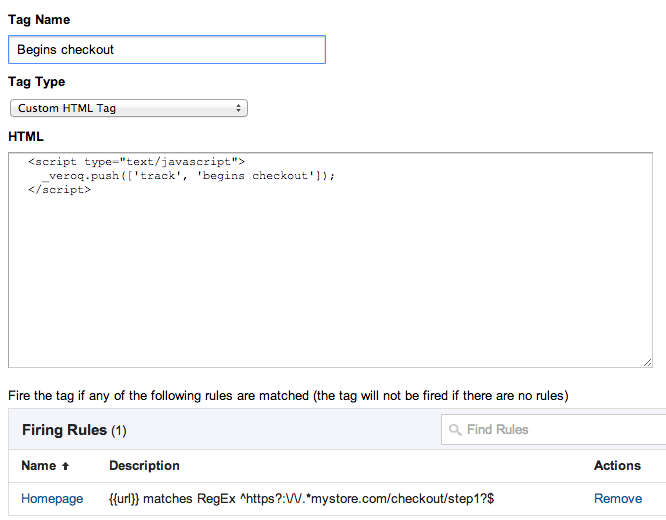 Tag Name
Begins checkout
Tag Type
Custom HTML Tag
HTML
<script type="text/javascript">
_veroq.push(['track', 'begins checkout']);
</script>
Fire the tag if any of the following rules are matched (the tag will not be fired if there are no rules)
Firing Rules (1)
Find Rules
Name Description Actions
Homepage {{url}} matches RegEx ^https?:\/\/.*mystore.com/checkout/step1?$ Remove